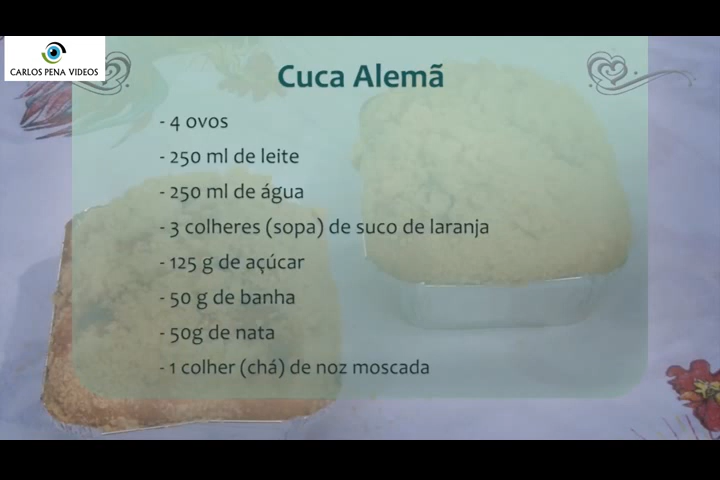 CARLOS PENA VIDEOS
Cuca Alemã
- 4 ovos
- 250 ml de leite
- 250 ml de água
- 3 colheres (sopa) de suco de laranja
- 125 g de açúcar
- 50 g de banha
- 50g de nata
- 1 colher (chá) de noz moscada